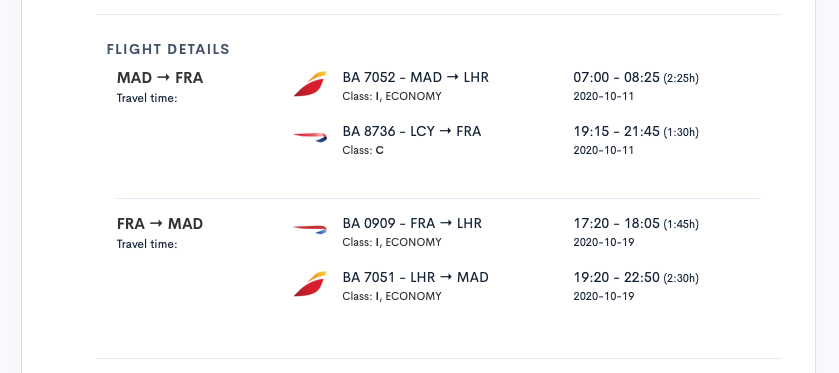 FLIGHT DETAILS
MAD → FRA
Travel time:
BA 7052 - MAD → LHR
Class: I, ECONOMY
07:00 - 08:25 (2:25h)
2020-10-11
BA 8736 - LCY → FRA
Class: C
19:15 - 21:45 (1:30h)
2020-10-11
FRA → MAD
Travel time:
BA 0909 - FRA → LHR
Class: I, ECONOMY
17:20 - 18:05 (1:45h)
2020-10-19
BA 7051 - LHR → MAD
Class: I, ECONOMY
19:20 - 22:50 (2:30h)
2020-10-19